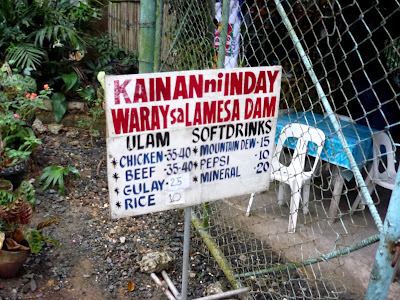 KAINAN ni INDAY
WARAY sa LAMESA DAM
ULAM SOFTDRINKS
* CHICKEN-35-40 * MOUNTAIN DEW-15
* BEEF -35-40 * PEPSI -10
* GULAY-25 * MINERAL -20
* RICE 10